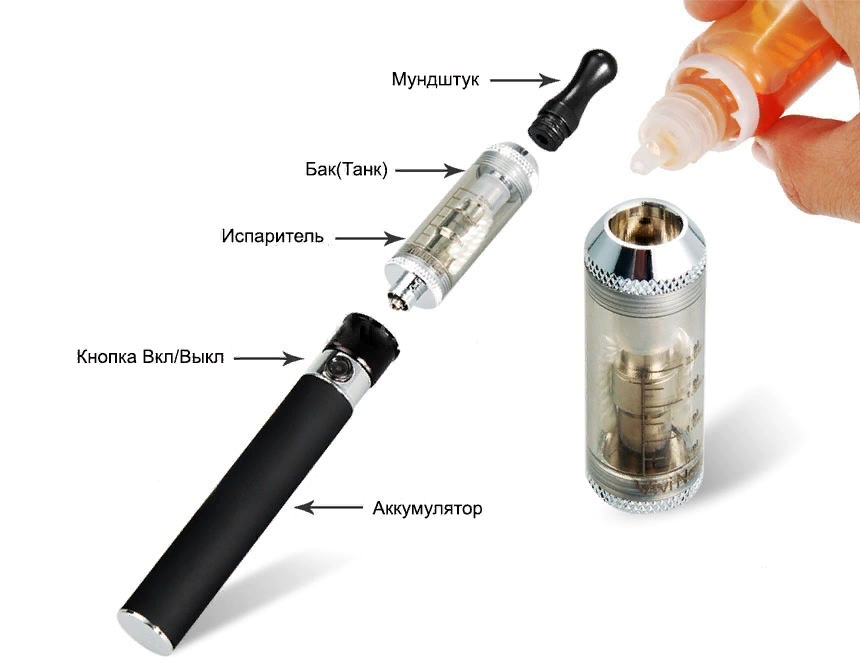 Мундштук
Бак(Танк)
Испаритель
Кнопка Вкл/Выкл
Аккумулятор